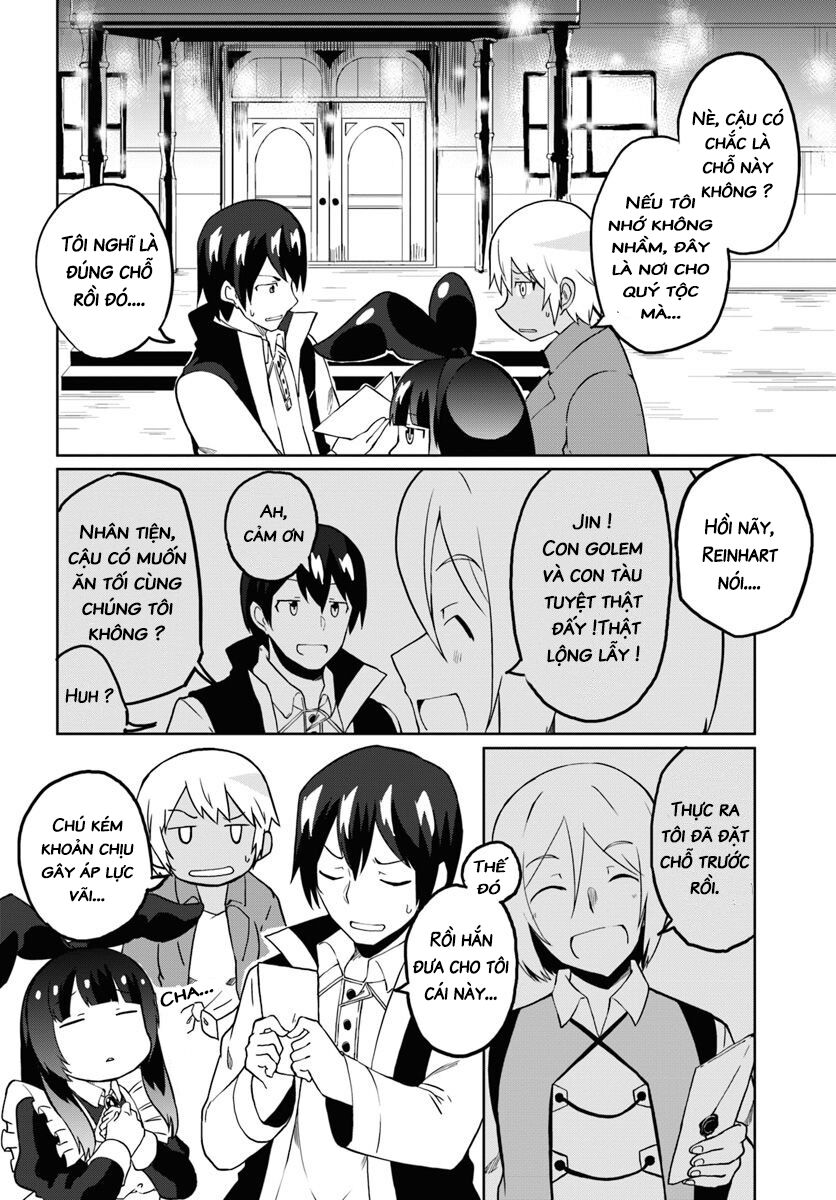 Nè, cậu có
chắc là
chỗ này
không ?
Nếu tôi
nhớ không
nhầm, đây
là nơi cho
quý tộc
mà...
Tôi nghĩ là
đúng chỗ
rồi đó....
Hồi nãy,
Reinhart
nói....
Jin !
Con golem
và con tàu
tuyệt thật
đấy !Thật
lộng lẫy !
Ah,
cảm ơn
Nhân tiện,
cậu có muốn
ăn tối cùng
chúng tôi
không ?
Huh ?
Thực ra
tôi đã đặt
chỗ trước
rồi.
Thế
đó
Rồi hắn
đưa cho tôi
cái này...
Chú kém
khoản chịu
gây áp lực
vãi...
Cha...